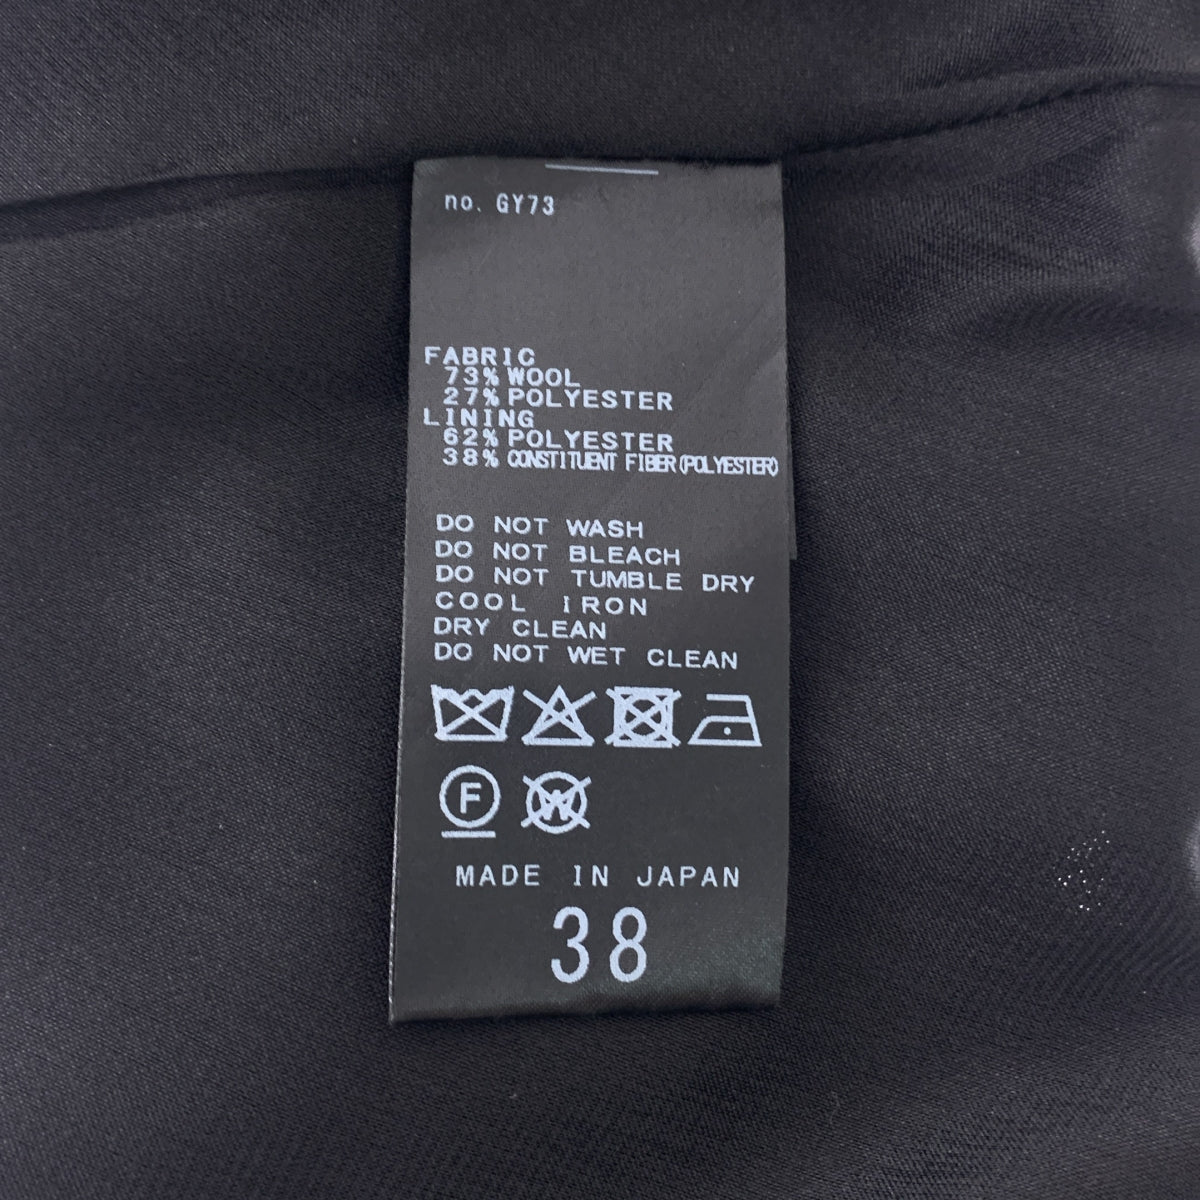 no. GY73
FABRIC
73% WOOL
27% POLYESTER
LINING
62% POLYESTER
38% CONSTITUENT FIBER(POLYESTER)
DO NOT WASH
DO NOT BLEACH
DO NOT TUMBLE DRY
COOL IRON
DRY CLEAN
DO NOT WET CLEAN
F W
MADE IN JAPAN
38